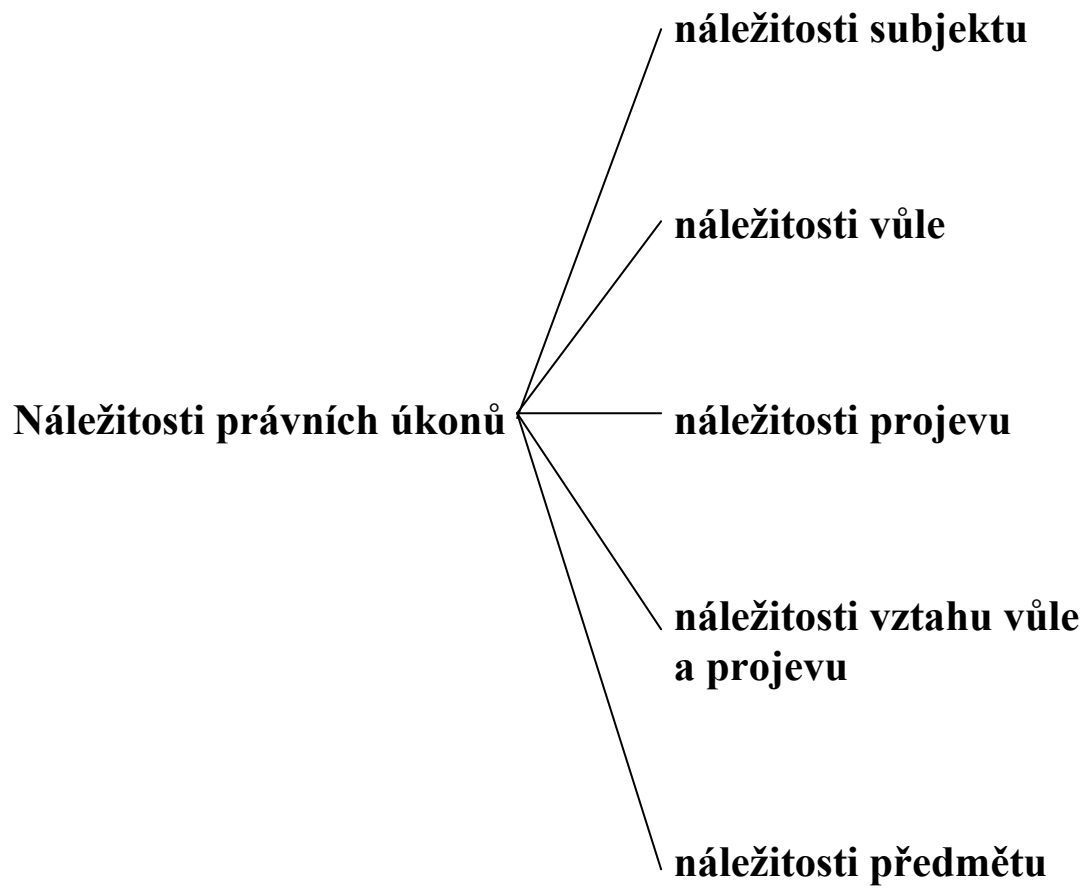 náležitosti subjektu
náležitosti vůle
Náležitosti právních úkonů
náležitosti projevu
náležitosti vztahu vůle
a projevu
náležitosti předmětu